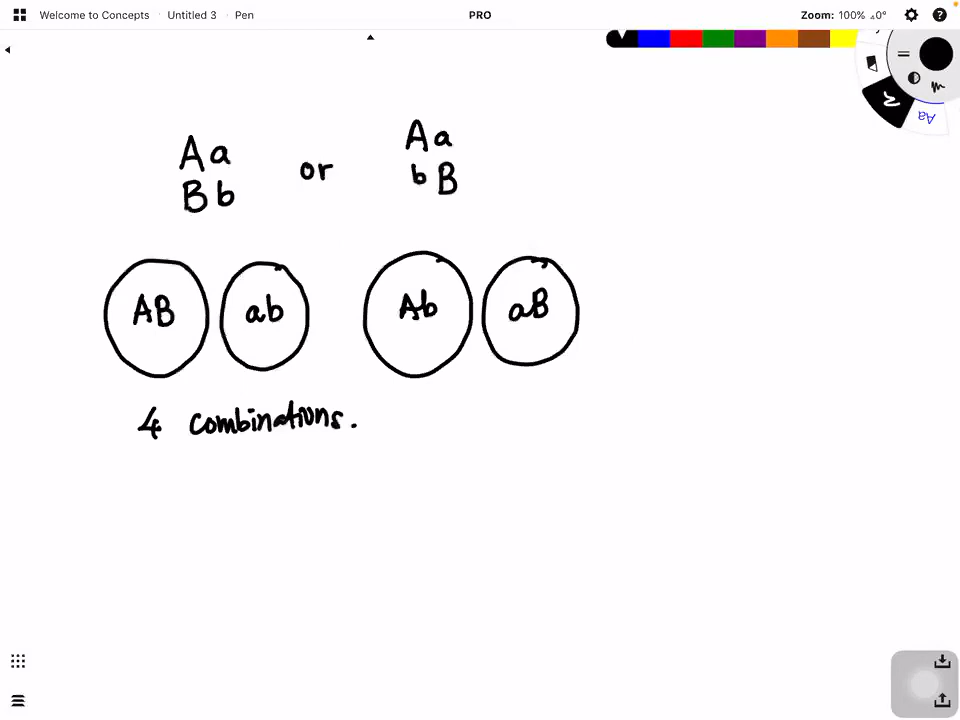 Welcome to Concepts Untitled 3 Pen
PRO
Zoom: 100% 0°
Aa
Aa
Aa or bB
Bb
AB ab Ab aB
4 combinations.